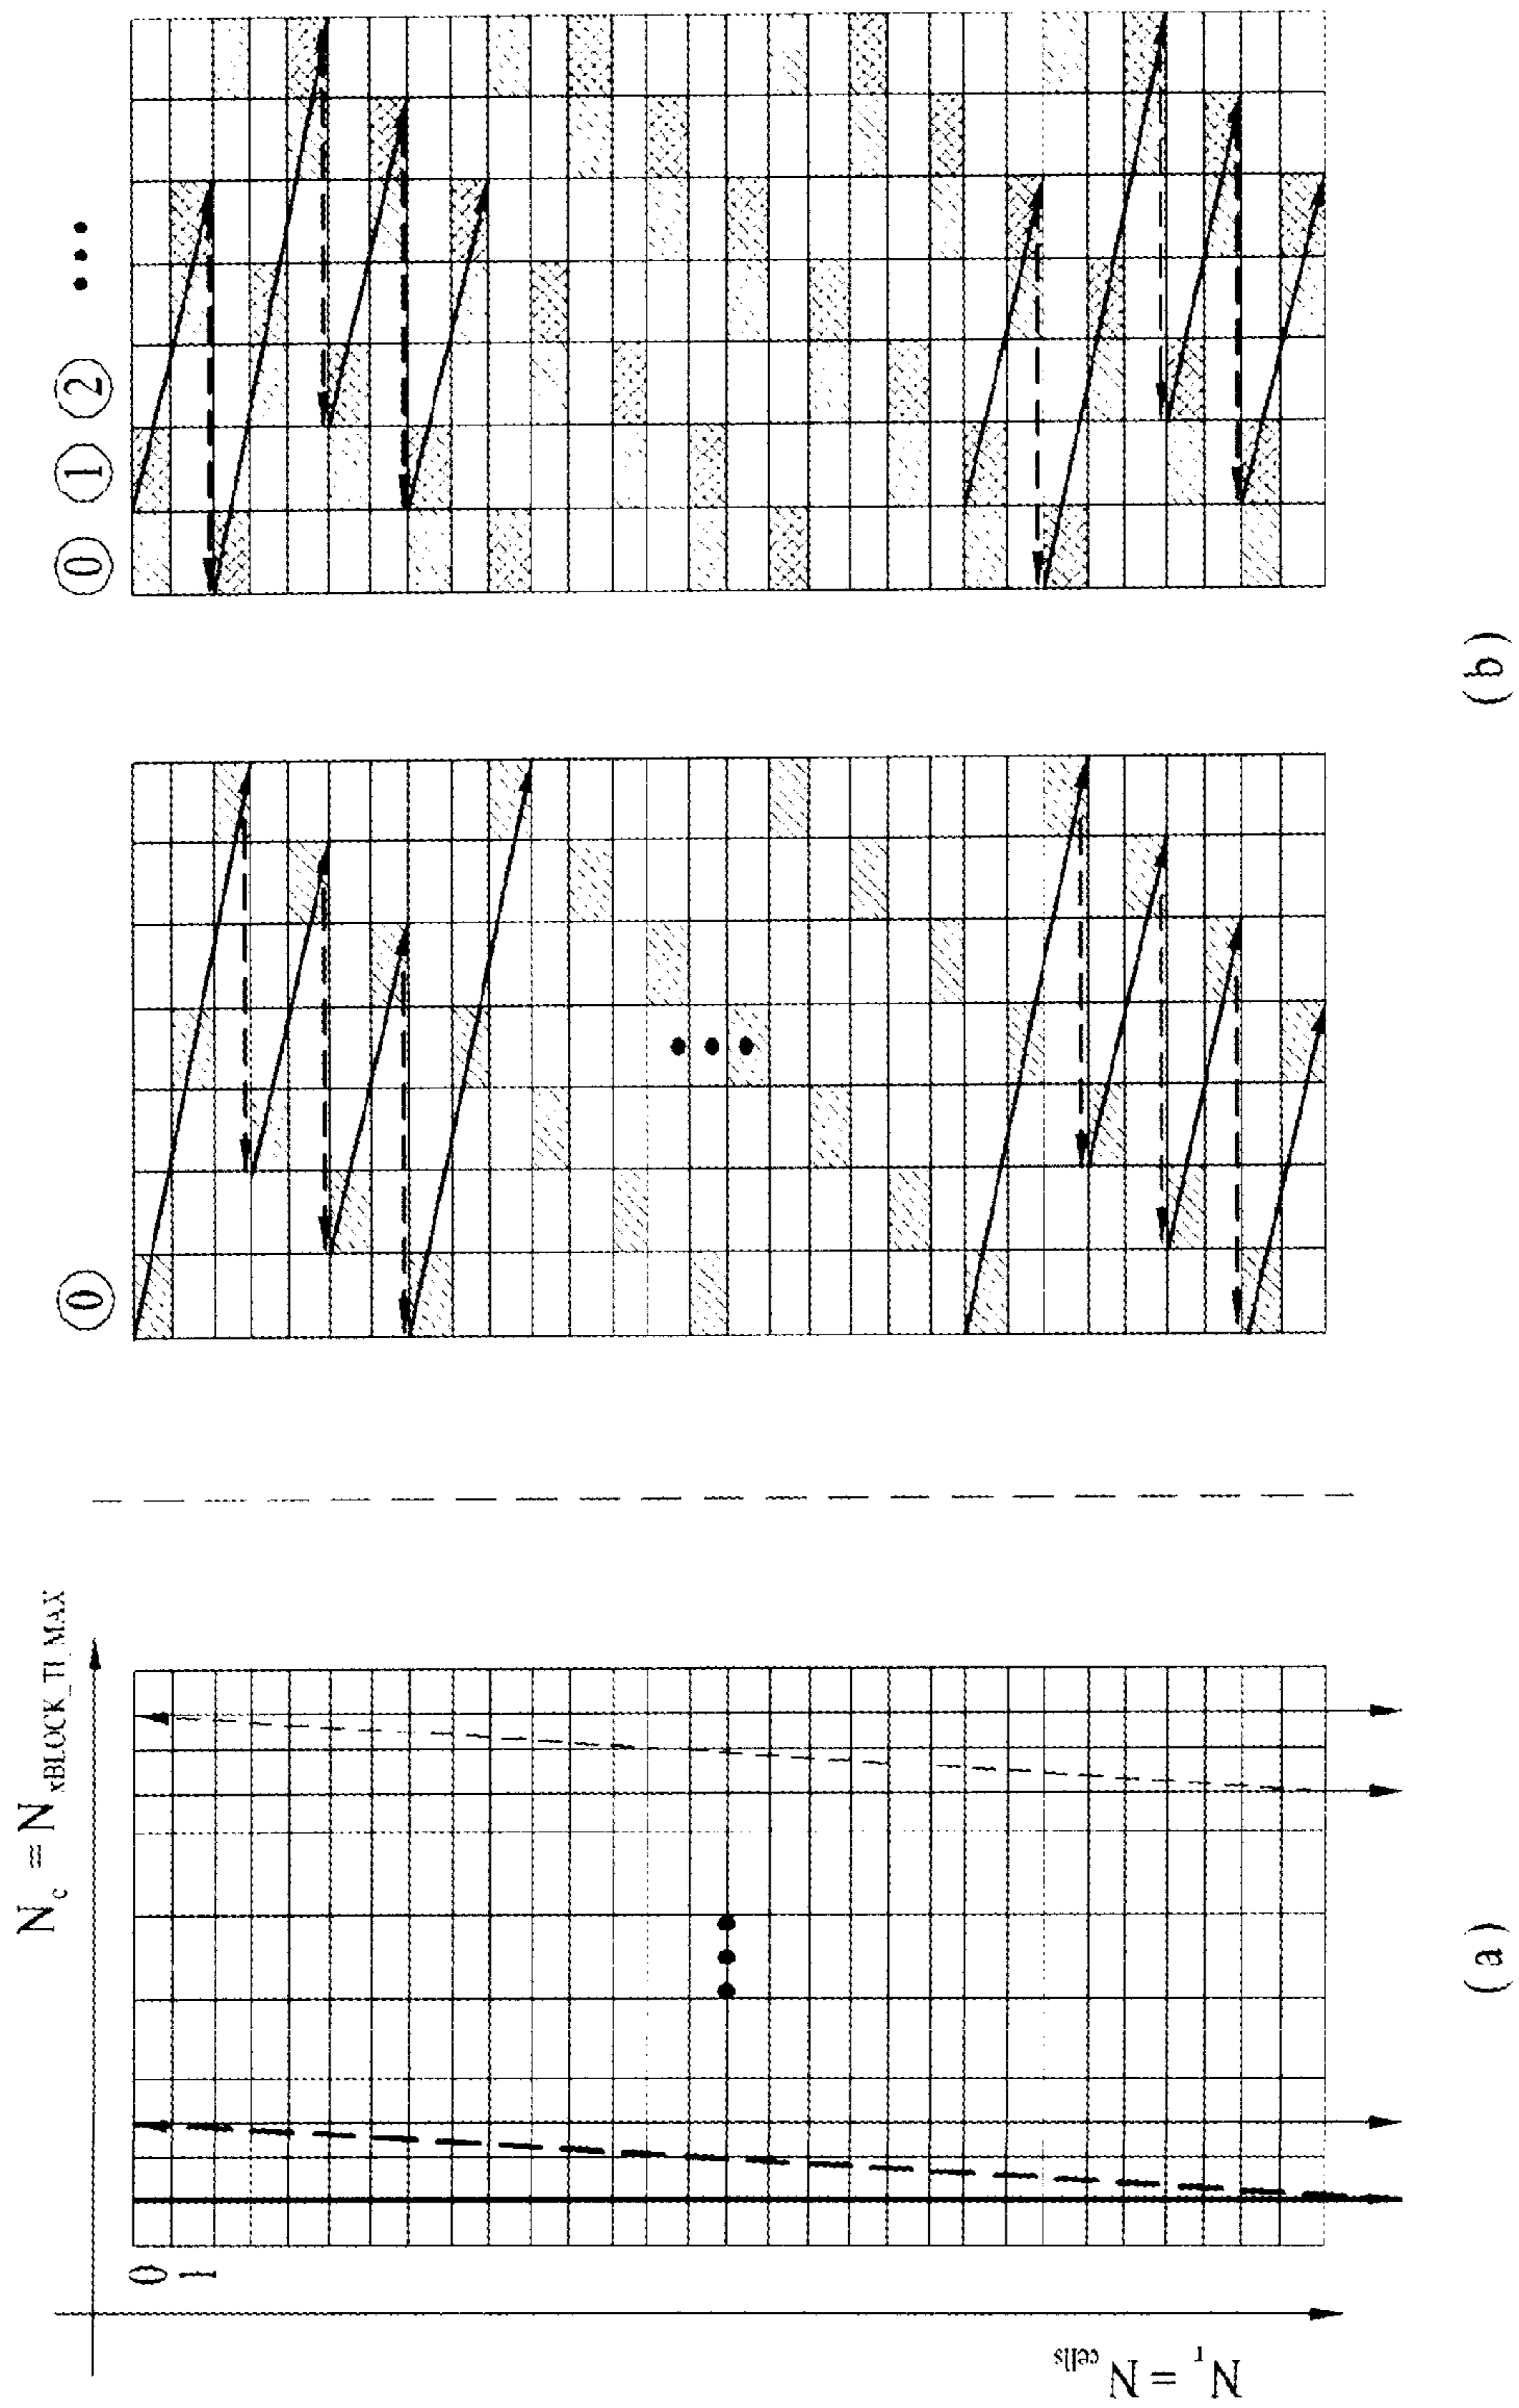 N_c = N_xBLOCK_TI_MAX
0
1
N_r = N_cells
(a)
⓪
⓪ ① ② •••
(b)